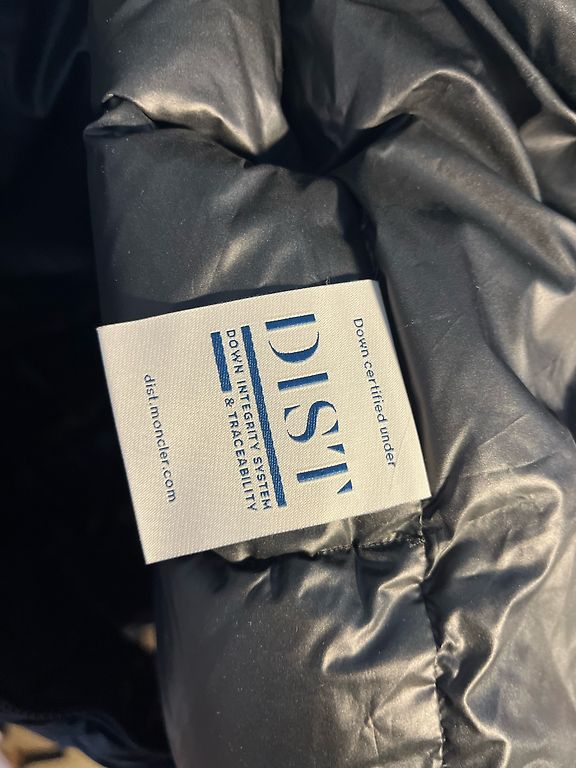 Down certified under
DIST
DOWN INTEGRITY SYSTEM
& TRACEABILITY
dist.moncler.com